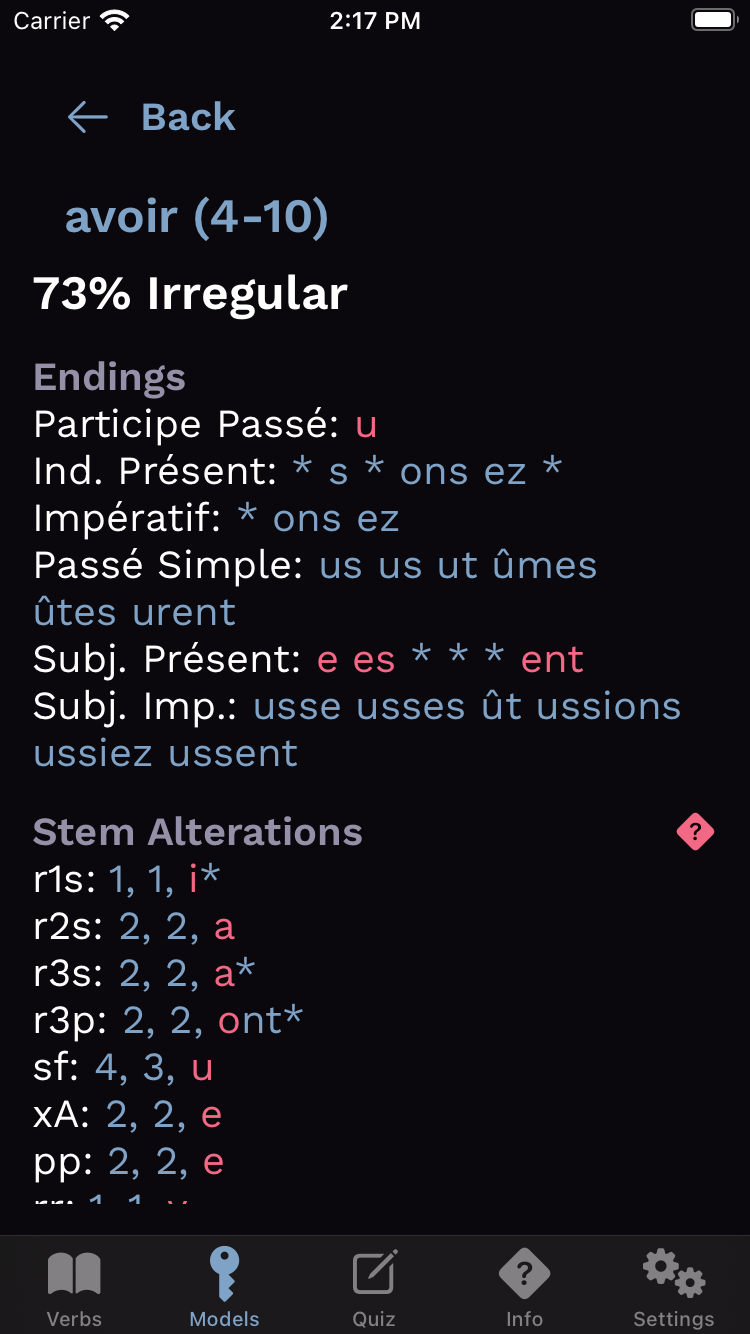 Carrier 2:17 PM
Back
avoir (4-10)
73% Irregular
Endings
Participe Passé: u
Ind. Présent: * s * ons ez *
Impératif: * ons ez
Passé Simple: us us ut ûmes
ûtes urent
Subj. Présent: e es * * * ent
Subj. Imp.: usse usses ût ussions
ussiez ussent
Stem Alterations ?
r1s: 1, 1, i*
r2s: 2, 2, a
r3s: 2, 2, a*
r3p: 2, 2, ont*
sf: 4, 3, u
xA: 2, 2, e
pp: 2, 2, e
Verbs Models Quiz ? Info Settings